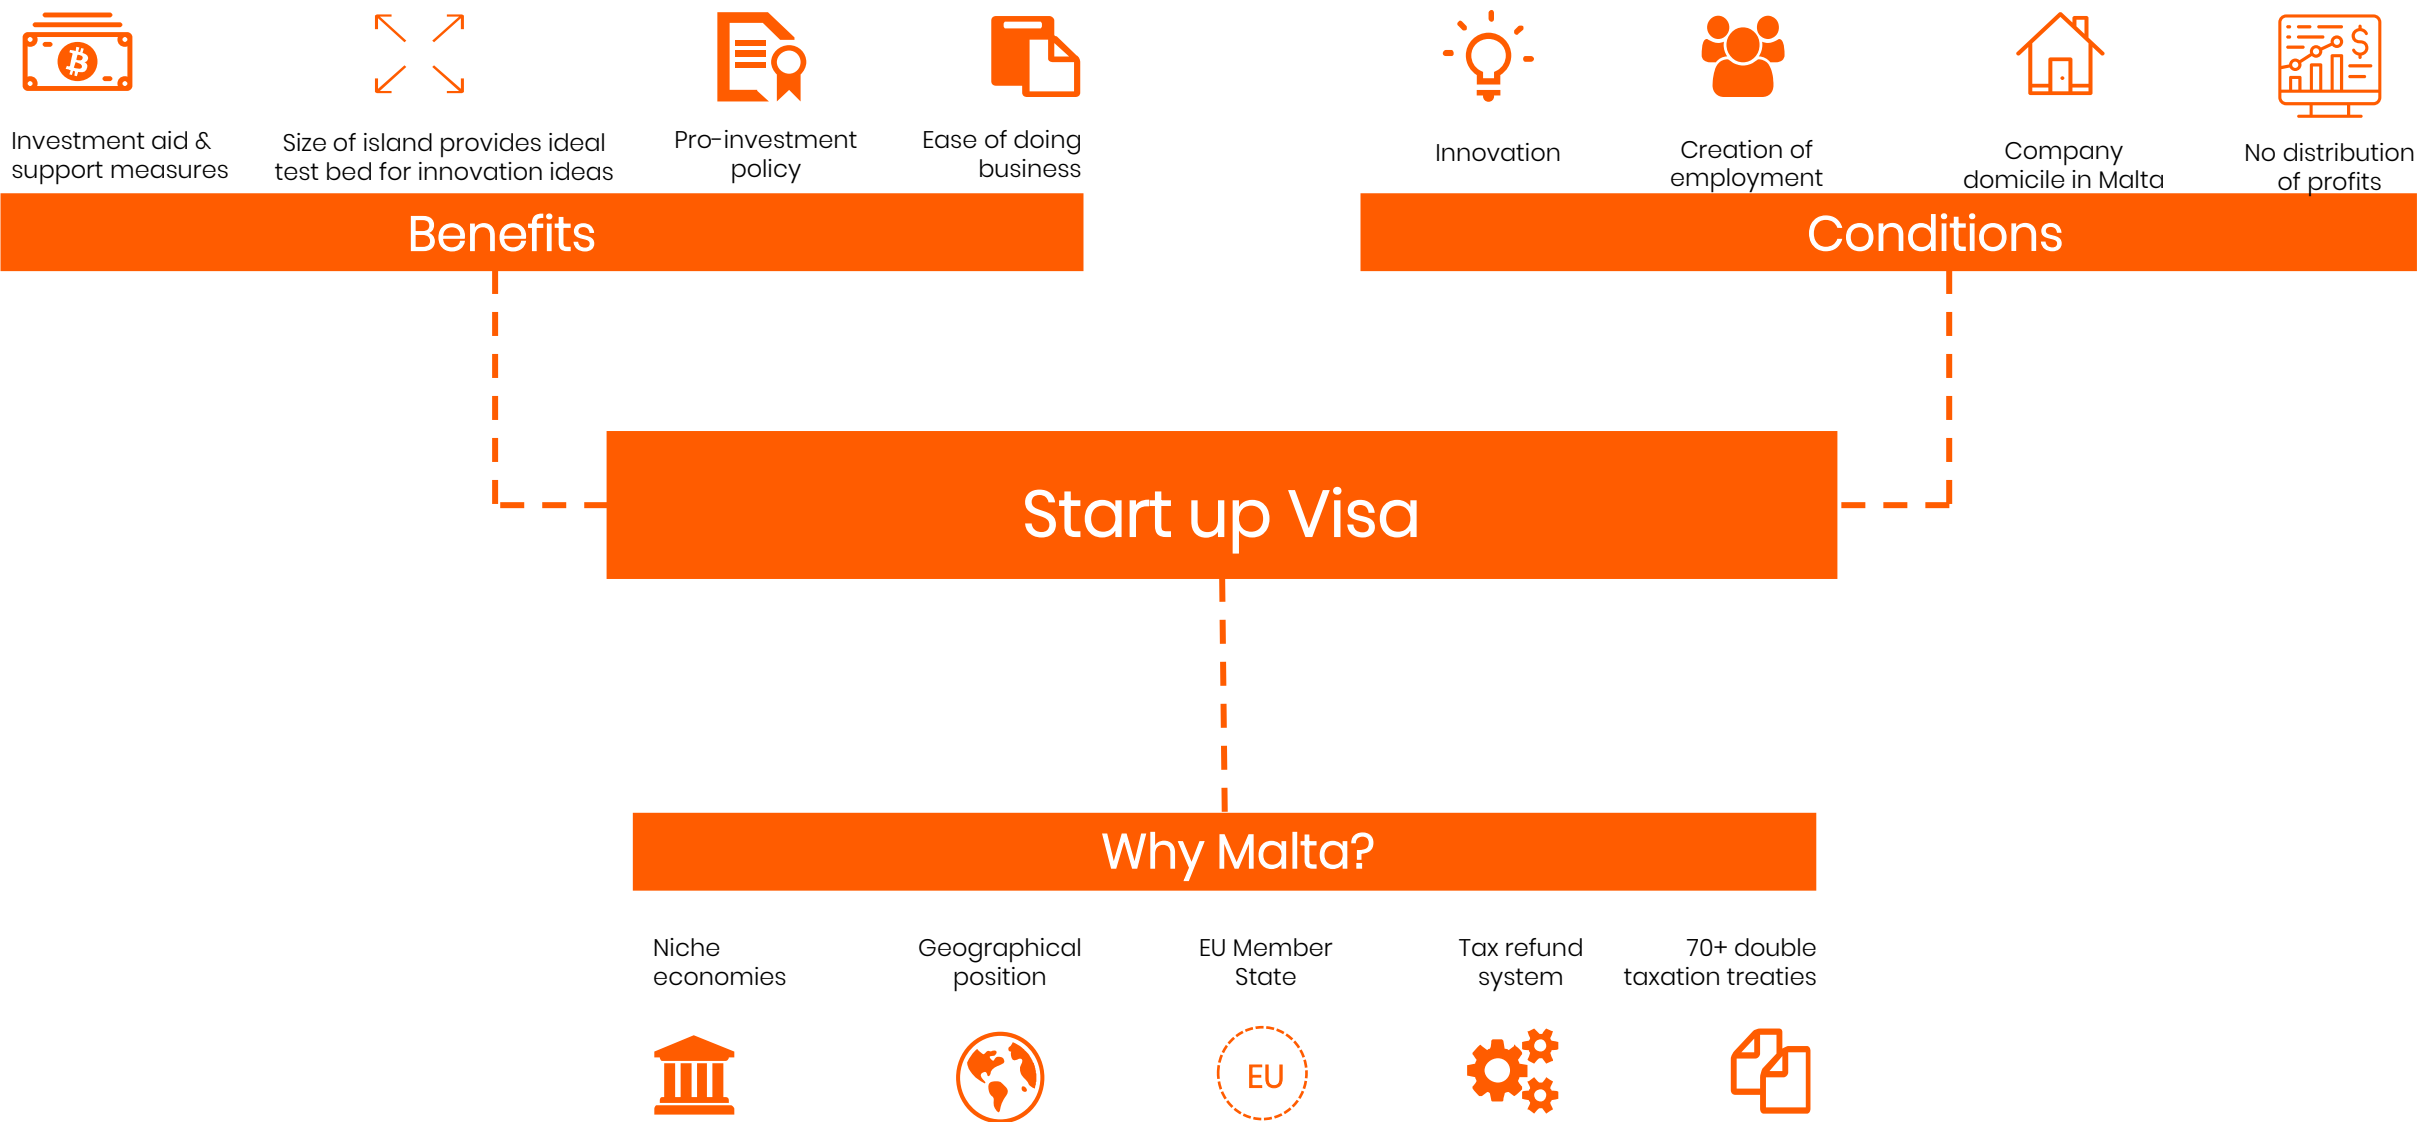 Investment aid &
support measures
Size of island provides ideal
test bed for innovation ideas
Pro-investment
policy
Ease of doing
business
Benefits
Innovation
Creation of
employment
Company
domicile in Malta
No distribution
of profits
Conditions
Start up Visa
Why Malta?
Niche
economies
Geographical
position
EU Member
State
Tax refund
system
70+ double
taxation treaties
EU